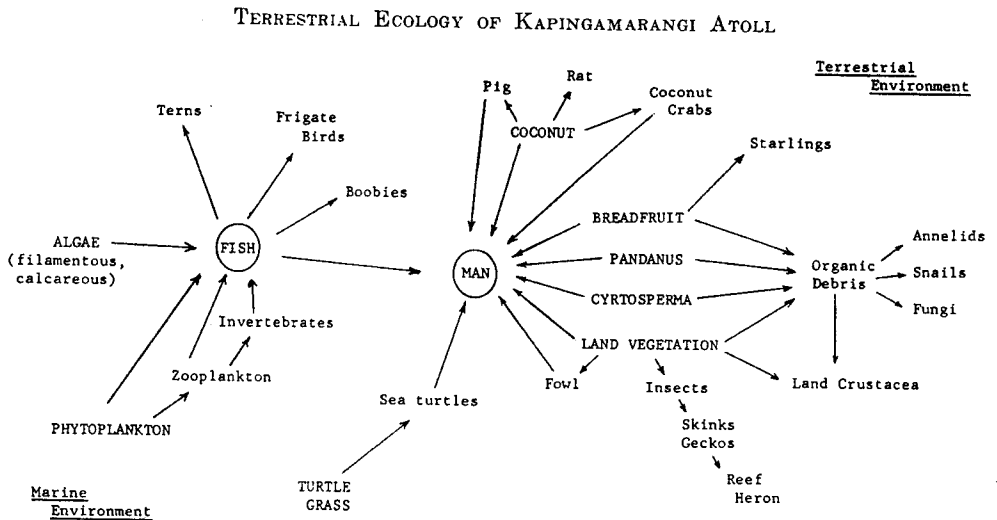 TERRESTRIAL ECOLOGY OF KAPINGAMARANGI ATOLL
Terrestrial
Environment
Pig
Rat
Coconut
Crabs
COCONUT
Terns
Frigate
Birds
Boobies
Starlings
ALGAE
(filamentous,
calcareous)
FISH
MAN
BREADFRUIT
PANDANUS
CYRTOSPERMA
LAND VEGETATION
Organic
Debris
Annelids
Snails
Fungi
Invertebrates
Zooplankton
PHYTOPLANKTON
Sea turtles
Fowl
Insects
Land Crustacea
Skinks
Geckos
Reef
Heron
TURTLE
GRASS
Marine
Environment